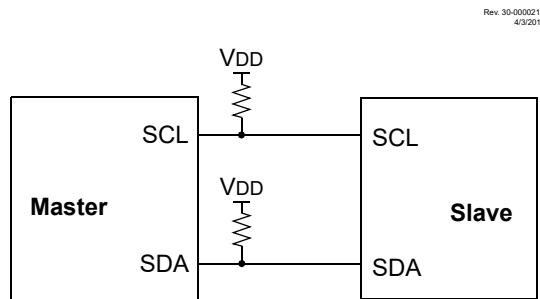 Rev. 30-000021
4/3/201
VDD
SCL
SCL
VDD
Master
Slave
SDA
SDA